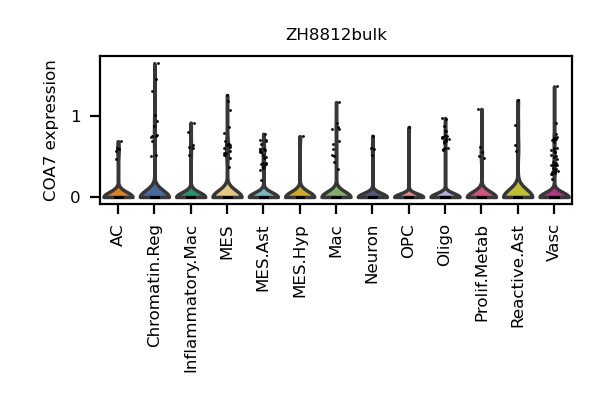 ZH8812bulk
COA7 expression
1
0
AC
Chromatin.Reg
Inflammatory.Mac
MES
MES.Ast
MES.Hyp
Mac
Neuron
OPC
Oligo
Prolif.Metab
Reactive.Ast
Vasc